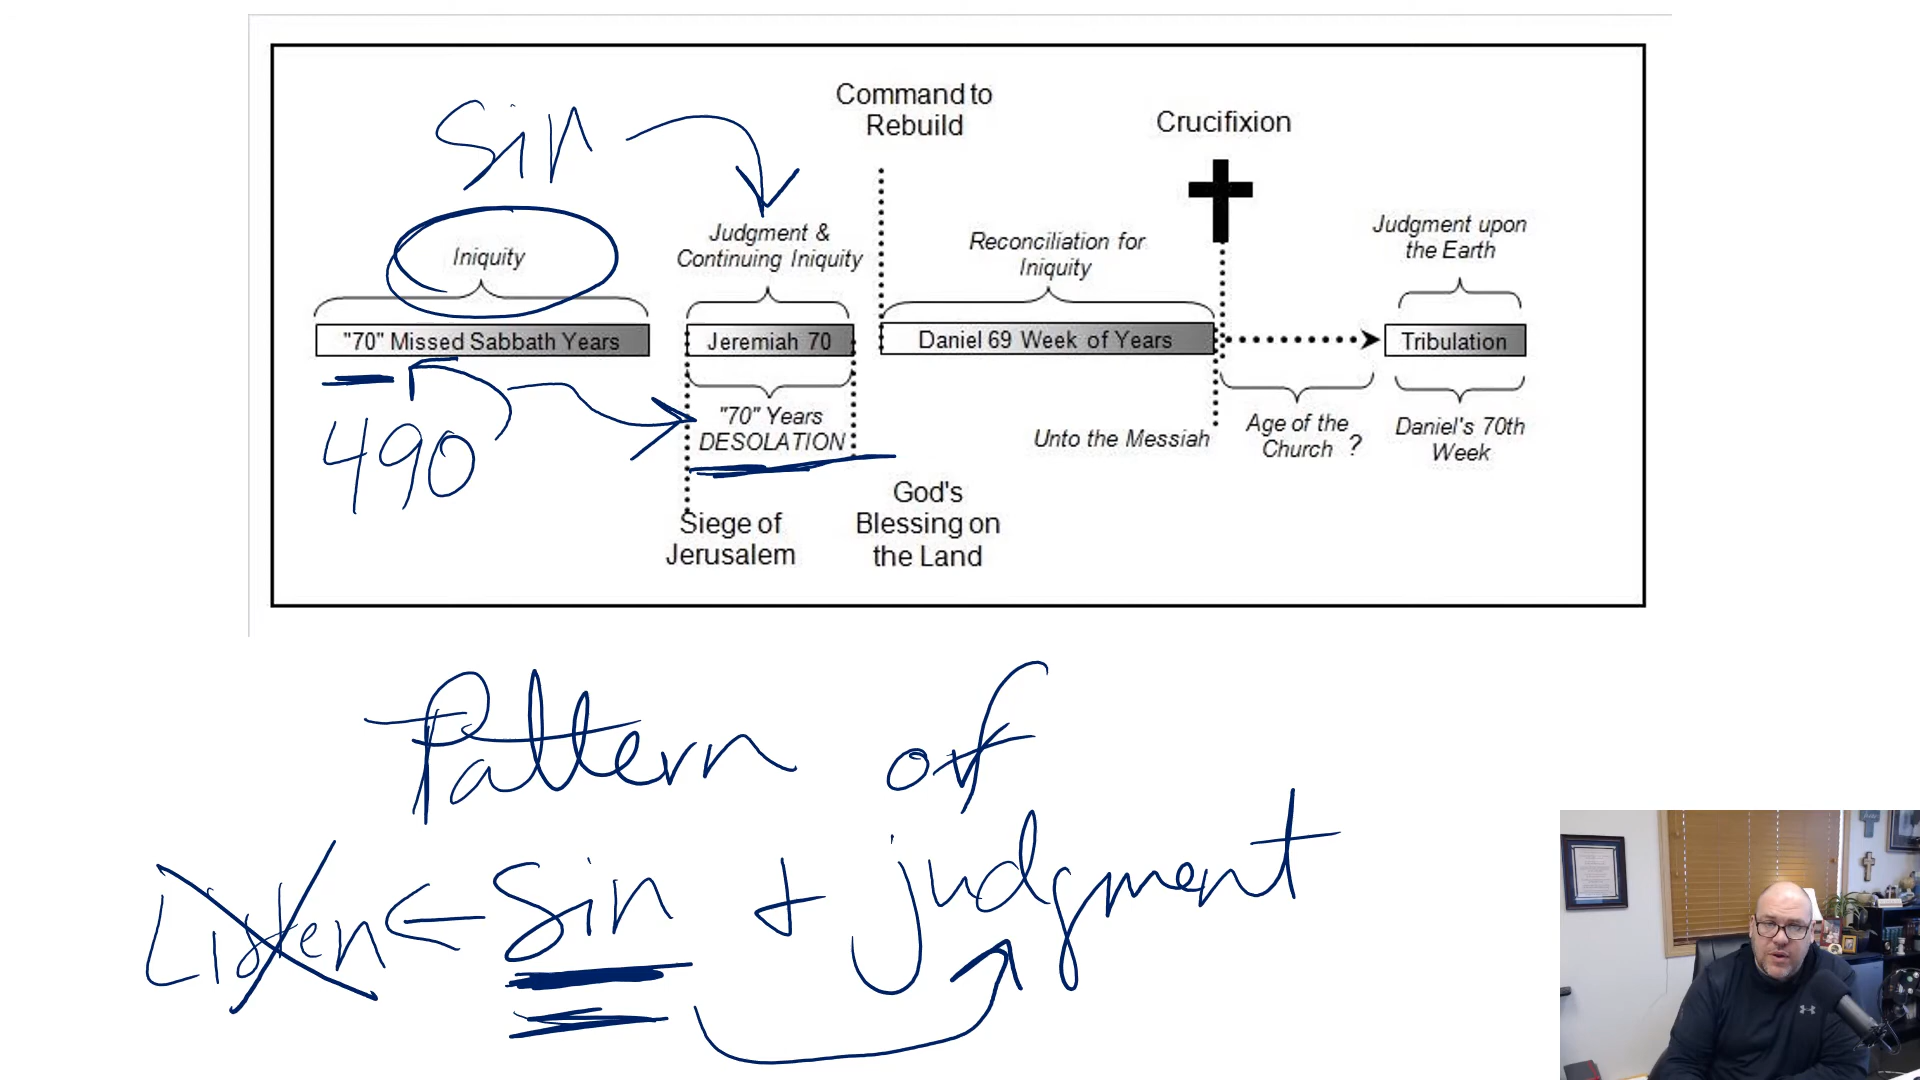 Command to
Rebuild
Crucifixion
Sin
Judgment &
Continuing Iniquity
Iniquity
Reconciliation for
Iniquity
Judgment upon
the Earth
"70" Missed Sabbath Years
Jeremiah 70
Daniel 69 Week of Years
Tribulation
490
"70" Years
DESOLATION
Unto the Messiah
Age of the
Church ?
Daniel's 70th
Week
Siege of
Jerusalem
God's
Blessing on
the Land
Pattern of
Listen ← Sin + judgment